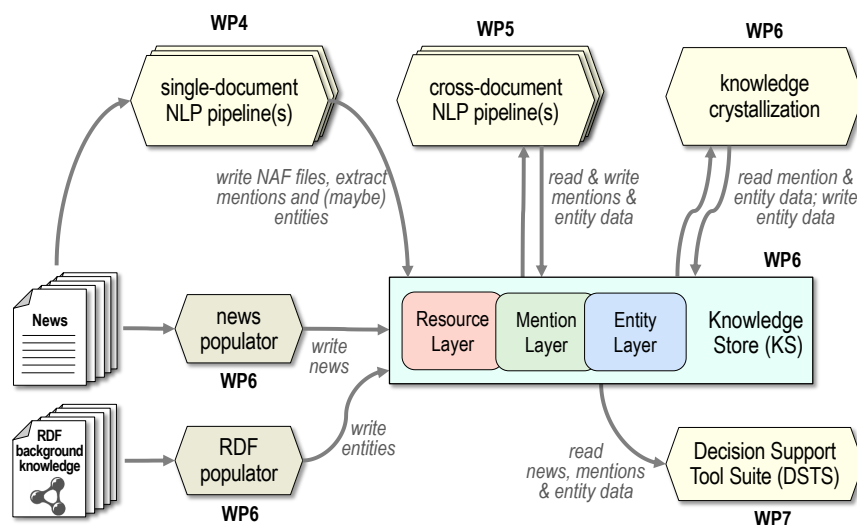 WP4
single-document
NLP pipeline(s)
WP5
cross-document
NLP pipeline(s)
WP6
knowledge
crystallization
write NAF files, extract
mentions and (maybe)
entities
read & write
mentions &
entity data
read mention &
entity data; write
entity data
WP6
News
news
populator
WP6
write
news
Resource
Layer
Mention
Layer
Entity
Layer
Knowledge
Store (KS)
RDF
background
knowledge
RDF
populator
WP6
write
entities
read
news, mentions
& entity data
Decision Support
Tool Suite (DSTS)
WP7